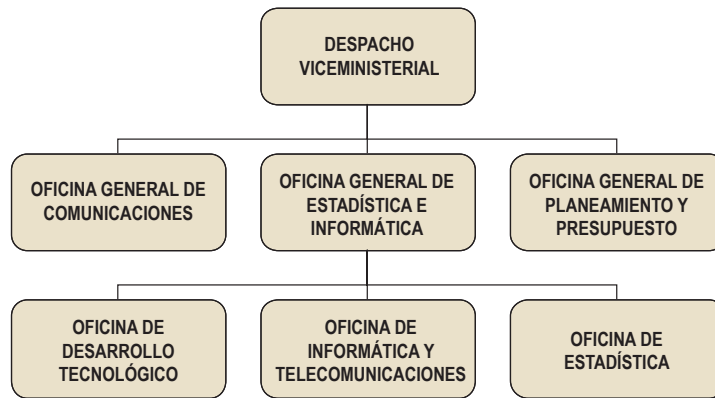 DESPACHO
VICEMINISTERIAL
OFICINA GENERAL DE
COMUNICACIONES
OFICINA GENERAL DE
ESTADÍSTICA E
INFORMÁTICA
OFICINA GENERAL DE
PLANEAMIENTO Y
PRESUPUESTO
OFICINA DE
DESARROLLO
TECNOLÓGICO
OFICINA DE
INFORMÁTICA Y
TELECOMUNICACIONES
OFICINA DE
ESTADÍSTICA